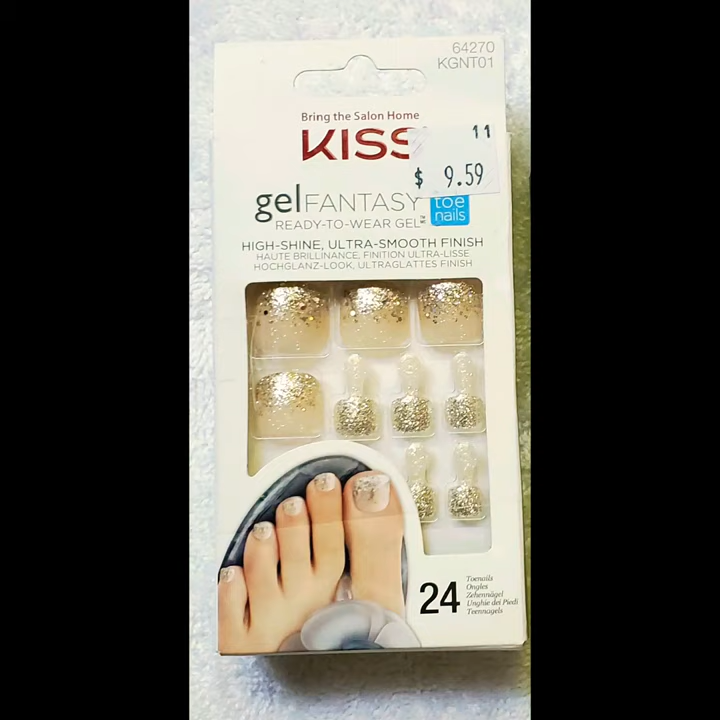 64270
KGNT01
Bring the Salon Home
KISS
11
$ 9.59
gel FANTASY
toe
nails
READY-TO-WEAR GEL™
HIGH-SHINE, ULTRA-SMOOTH FINISH
HAUTE BRILLINANCE, FINITION ULTRA-LISSE
HOCHGLANZ-LOOK, ULTRAGLATTES FINISH
24
Toenails
Ongles
Zehennägel
Unghie dei Piedi
Teennagels